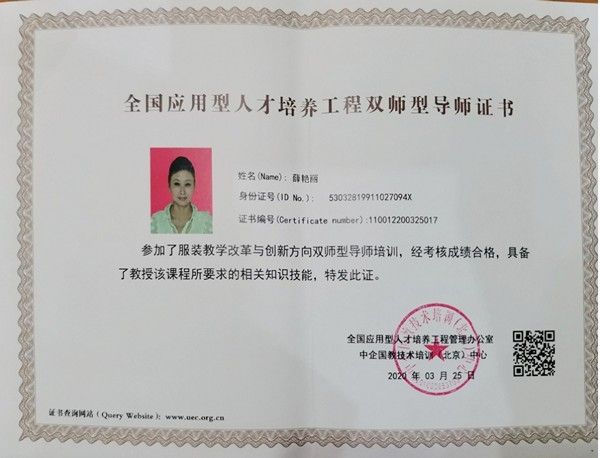 全国应用型人才培养工程双师型导师证书
姓名(Name): 薛艳丽
身份证号(ID No.): 53032819911027094X
证书编号(Certificate number):110012200325017
参加了服装教学改革与创新方向双师型导师培训，经考核成绩合格，具备
了教授该课程所要求的相关知识技能，特发此证。
全国应用型人才培养工程管理办公室
中企国教技术培训（北京）中心
2020 年 03 月 25 日
证书查询网站（Query Website）: www.uec.org.cn